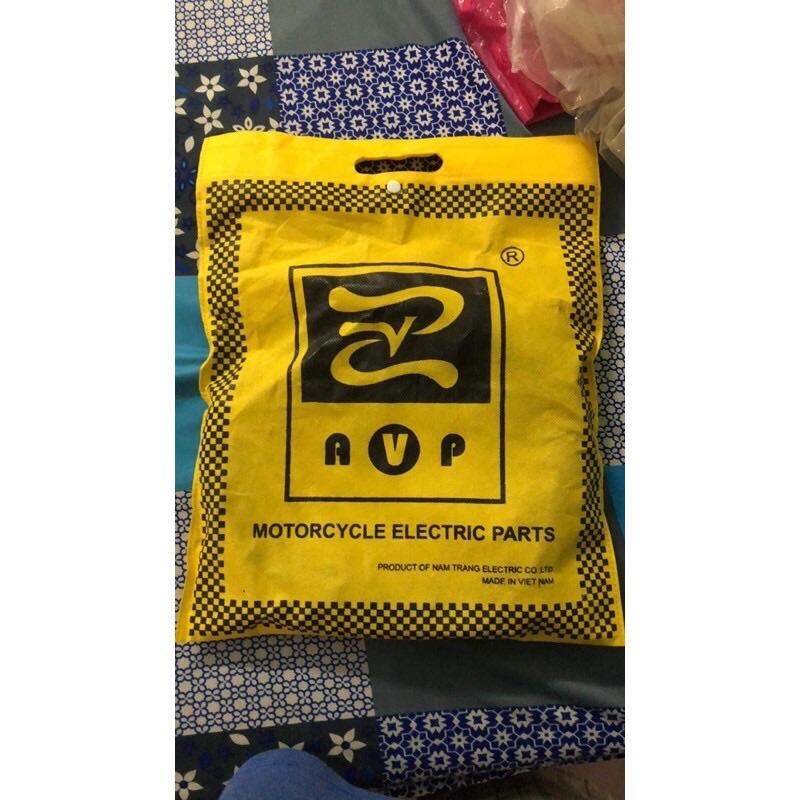 ®
AVP
MOTORCYCLE ELECTRIC PARTS
PRODUCT OF NAM TRANG ELECTRIC CO.,LTD
MADE IN VIET NAM